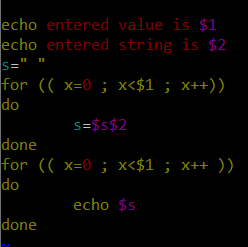 echo entered value is $1
echo entered string is $2
s=" "
for (( x=0 ; x<$1 ; x++))
do
s=$s$2
done
for (( x=0 ; x<$1 ; x++ ))
do
echo $s
done
~